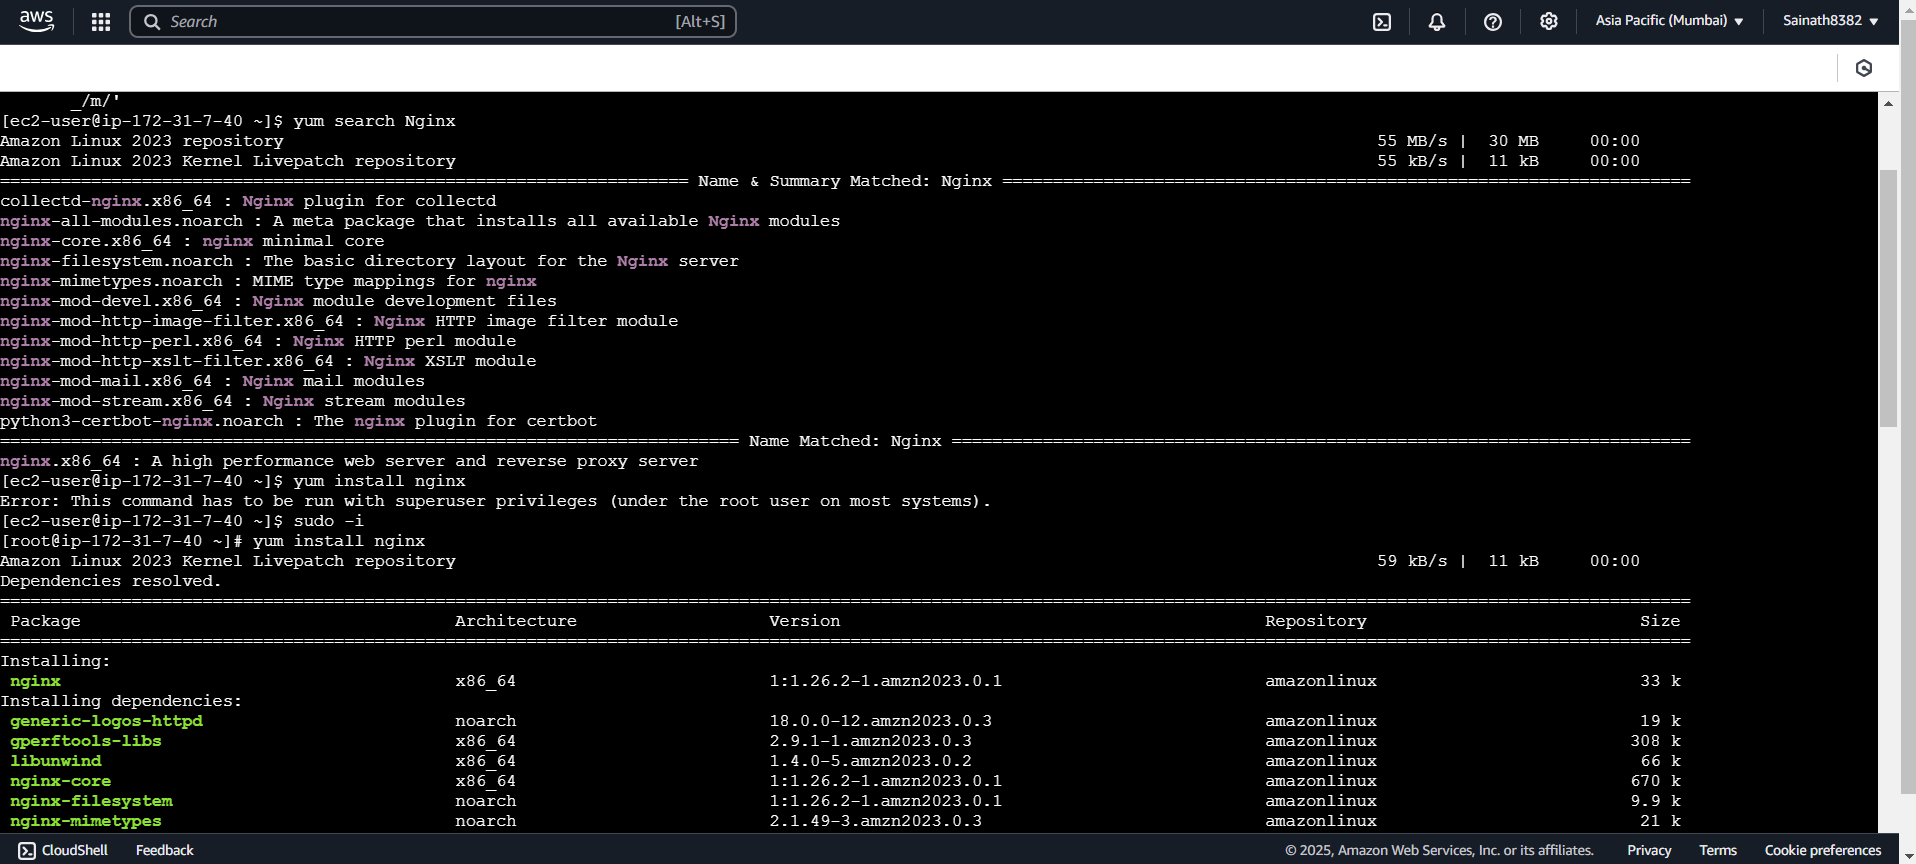 aws
Search [Alt+S]
Asia Pacific (Mumbai)
Sainath8382
_/m/'
[ec2-user@ip-172-31-7-40 ~]$ yum search Nginx
Amazon Linux 2023 repository 55 MB/s | 30 MB 00:00
Amazon Linux 2023 Kernel Livepatch repository 55 kB/s | 11 kB 00:00
==================================================================== Name & Summary Matched: Nginx ====================================================================
collectd-nginx.x86_64 : Nginx plugin for collectd
nginx-all-modules.noarch : A meta package that installs all available Nginx modules
nginx-core.x86_64 : nginx minimal core
nginx-filesystem.noarch : The basic directory layout for the Nginx server
nginx-mimetypes.noarch : MIME type mappings for nginx
nginx-mod-devel.x86_64 : Nginx module development files
nginx-mod-http-image-filter.x86_64 : Nginx HTTP image filter module
nginx-mod-http-perl.x86_64 : Nginx HTTP perl module
nginx-mod-http-xslt-filter.x86_64 : Nginx XSLT module
nginx-mod-mail.x86_64 : Nginx mail modules
nginx-mod-stream.x86_64 : Nginx stream modules
python3-certbot-nginx.noarch : The nginx plugin for certbot
========================================================================= Name Matched: Nginx =========================================================================
nginx.x86_64 : A high performance web server and reverse proxy server
[ec2-user@ip-172-31-7-40 ~]$ yum install nginx
Error: This command has to be run with superuser privileges (under the root user on most systems).
[ec2-user@ip-172-31-7-40 ~]$ sudo -i
[root@ip-172-31-7-40 ~]# yum install nginx
Amazon Linux 2023 Kernel Livepatch repository 59 kB/s | 11 kB 00:00
Dependencies resolved.
=======================================================================================================================================================================
Package Architecture Version Repository Size
=======================================================================================================================================================================
Installing:
nginx x86_64 1:1.26.2-1.amzn2023.0.1 amazonlinux 33 k
Installing dependencies:
generic-logos-httpd noarch 18.0.0-12.amzn2023.0.3 amazonlinux 19 k
gperftools-libs x86_64 2.9.1-1.amzn2023.0.3 amazonlinux 308 k
libunwind x86_64 1.4.0-5.amzn2023.0.2 amazonlinux 66 k
nginx-core x86_64 1:1.26.2-1.amzn2023.0.1 amazonlinux 670 k
nginx-filesystem noarch 1:1.26.2-1.amzn2023.0.1 amazonlinux 9.9 k
nginx-mimetypes noarch 2.1.49-3.amzn2023.0.3 amazonlinux 21 k
CloudShell Feedback © 2025, Amazon Web Services, Inc. or its affiliates. Privacy Terms Cookie preferences